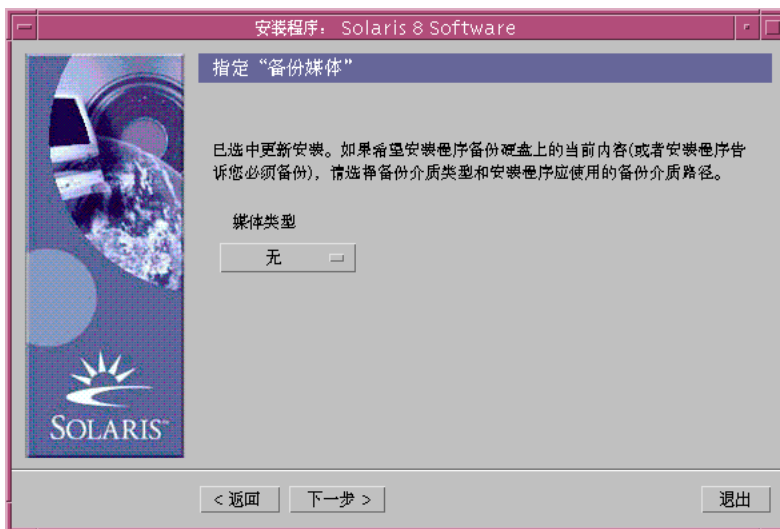 安装程序： Solaris 8 Software
指定“备份媒体”
已选中更新安装。如果希望安装程序备份硬盘上的当前内容(或者安装程序告
诉您必须备份)，请选择备份介质类型和安装程序应使用的备份介质路径。
媒体类型
无
SOLARIS™
< 返回
下一步 >
退出